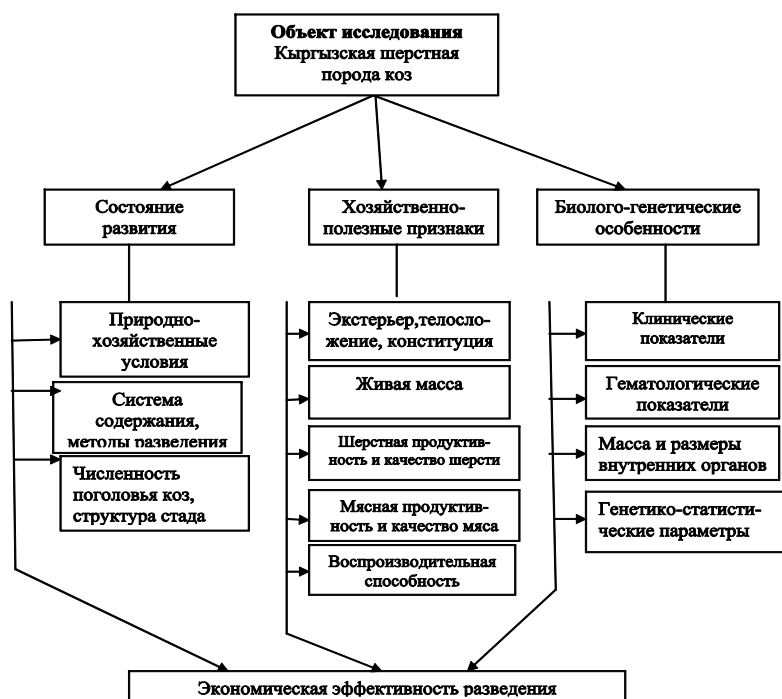 Объект исследования
Кыргызская шерстная
порода коз
Состояние
развития
Хозяйственно-
полезные признаки
Биолого-генетические
особенности
Природно-
хозяйственные
условия
Система
содержания,
методы разведения
Численность
поголовья коз,
структура стада
Экстерьер,телосло-
жение, конституция
Живая масса
Шерстная продуктив-
ность и качество шерсти
Мясная продуктив-
ность и качество мяса
Воспроизводительная
способность
Клинические
показатели
Гематологические
показатели
Масса и размеры
внутренних органов
Генетико-статисти-
ческие параметры
Экономическая эффективность разведения